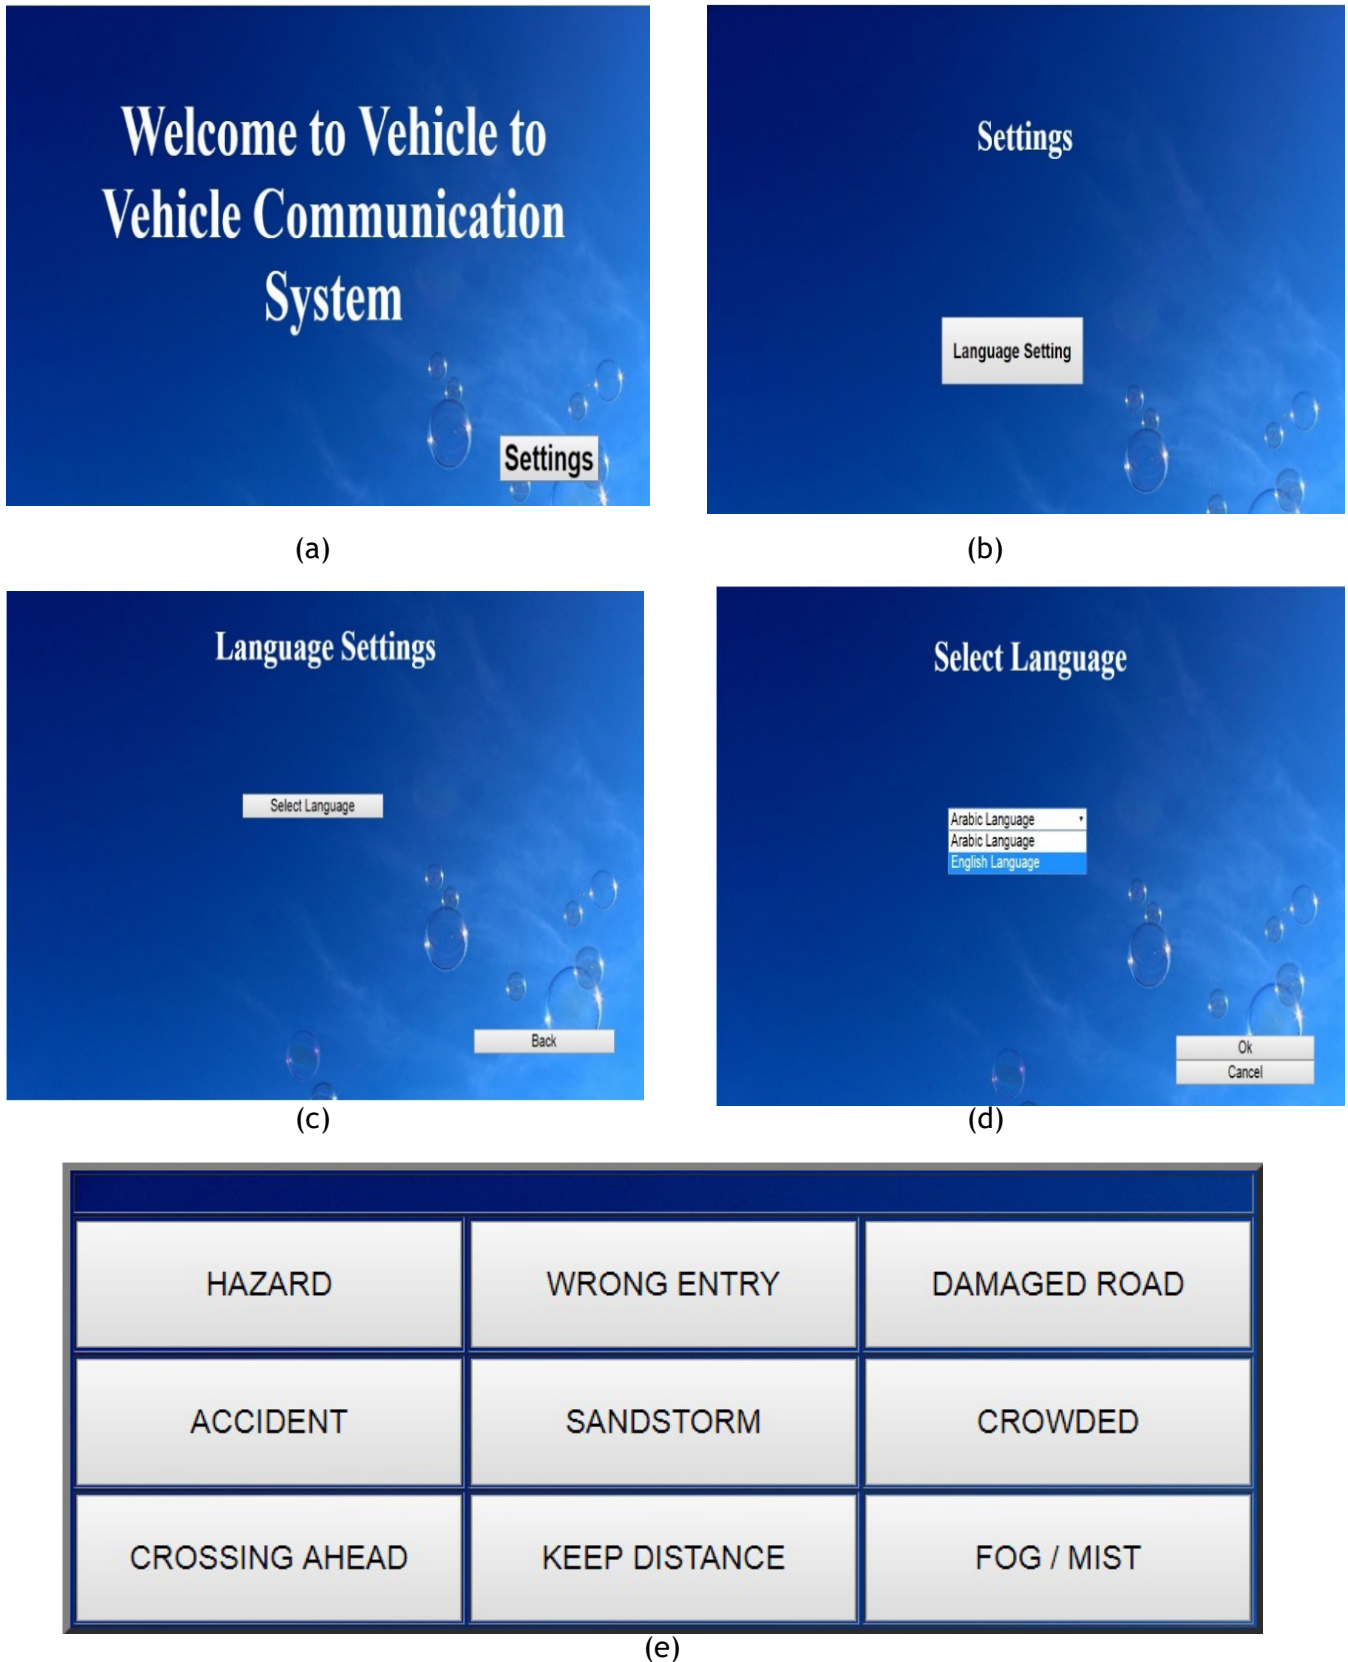 Welcome to Vehicle to
Vehicle Communication
System
Settings
(a)
Settings
Language Setting
(b)
Language Settings
Select Language
Back
(c)
Select Language
Arabic Language
Arabic Language
English Language
Ok
Cancel
(d)
HAZARD
WRONG ENTRY
DAMAGED ROAD
ACCIDENT
SANDSTORM
CROWDED
CROSSING AHEAD
KEEP DISTANCE
FOG / MIST
(e)